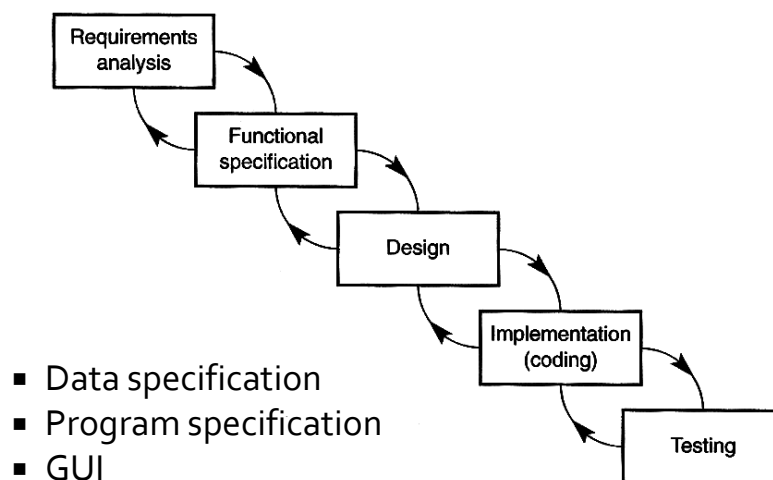 Requirements
analysis
Functional
specification
Design
Implementation
(coding)
Testing
▪ Data specification
▪ Program specification
▪ GUI